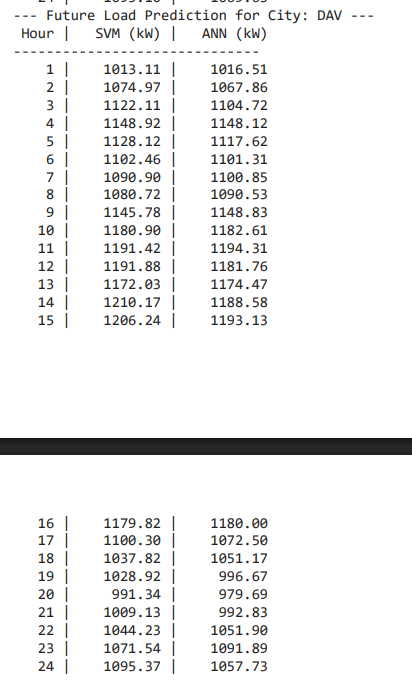 --- Future Load Prediction for City: DAV ---
Hour | SVM (kW) | ANN (kW)
------------------------------
1 | 1013.11 | 1016.51
2 | 1074.97 | 1067.86
3 | 1122.11 | 1104.72
4 | 1148.92 | 1148.12
5 | 1128.12 | 1117.62
6 | 1102.46 | 1101.31
7 | 1090.90 | 1100.85
8 | 1080.72 | 1090.53
9 | 1145.78 | 1148.83
10 | 1180.90 | 1182.61
11 | 1191.42 | 1194.31
12 | 1191.88 | 1181.76
13 | 1172.03 | 1174.47
14 | 1210.17 | 1188.58
15 | 1206.24 | 1193.13
16 | 1179.82 | 1180.00
17 | 1100.30 | 1072.50
18 | 1037.82 | 1051.17
19 | 1028.92 | 996.67
20 | 991.34 | 979.69
21 | 1009.13 | 992.83
22 | 1044.23 | 1051.90
23 | 1071.54 | 1091.89
24 | 1095.37 | 1057.73